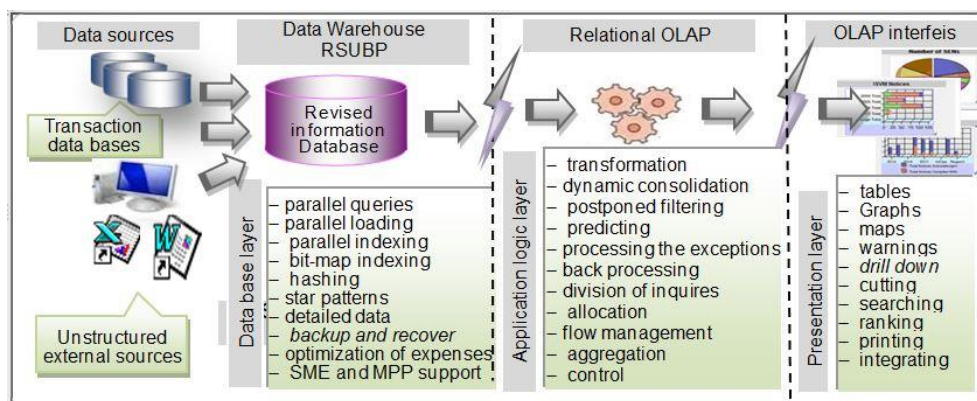 Data sources
Transaction
data bases
Unstructured
external sources
Data Warehouse
RSUBP
Revised
information
Database
Data base layer
– parallel queries
– parallel loading
– parallel indexing
– bit-map indexing
– hashing
– star patterns
– detailed data
– backup and recover
– optimization of expenses
– SME and MPP support
Relational OLAP
Application logic layer
– transformation
– dynamic consolidation
– postponed filtering
– predicting
– processing the exceptions
– back processing
– division of inquires
– allocation
– flow management
– aggregation
– control
OLAP interfeis
Number of SENs
Presentation layer
– tables
– Graphs
– maps
– warnings
– drill down
– cutting
– searching
– ranking
– printing
– integrating